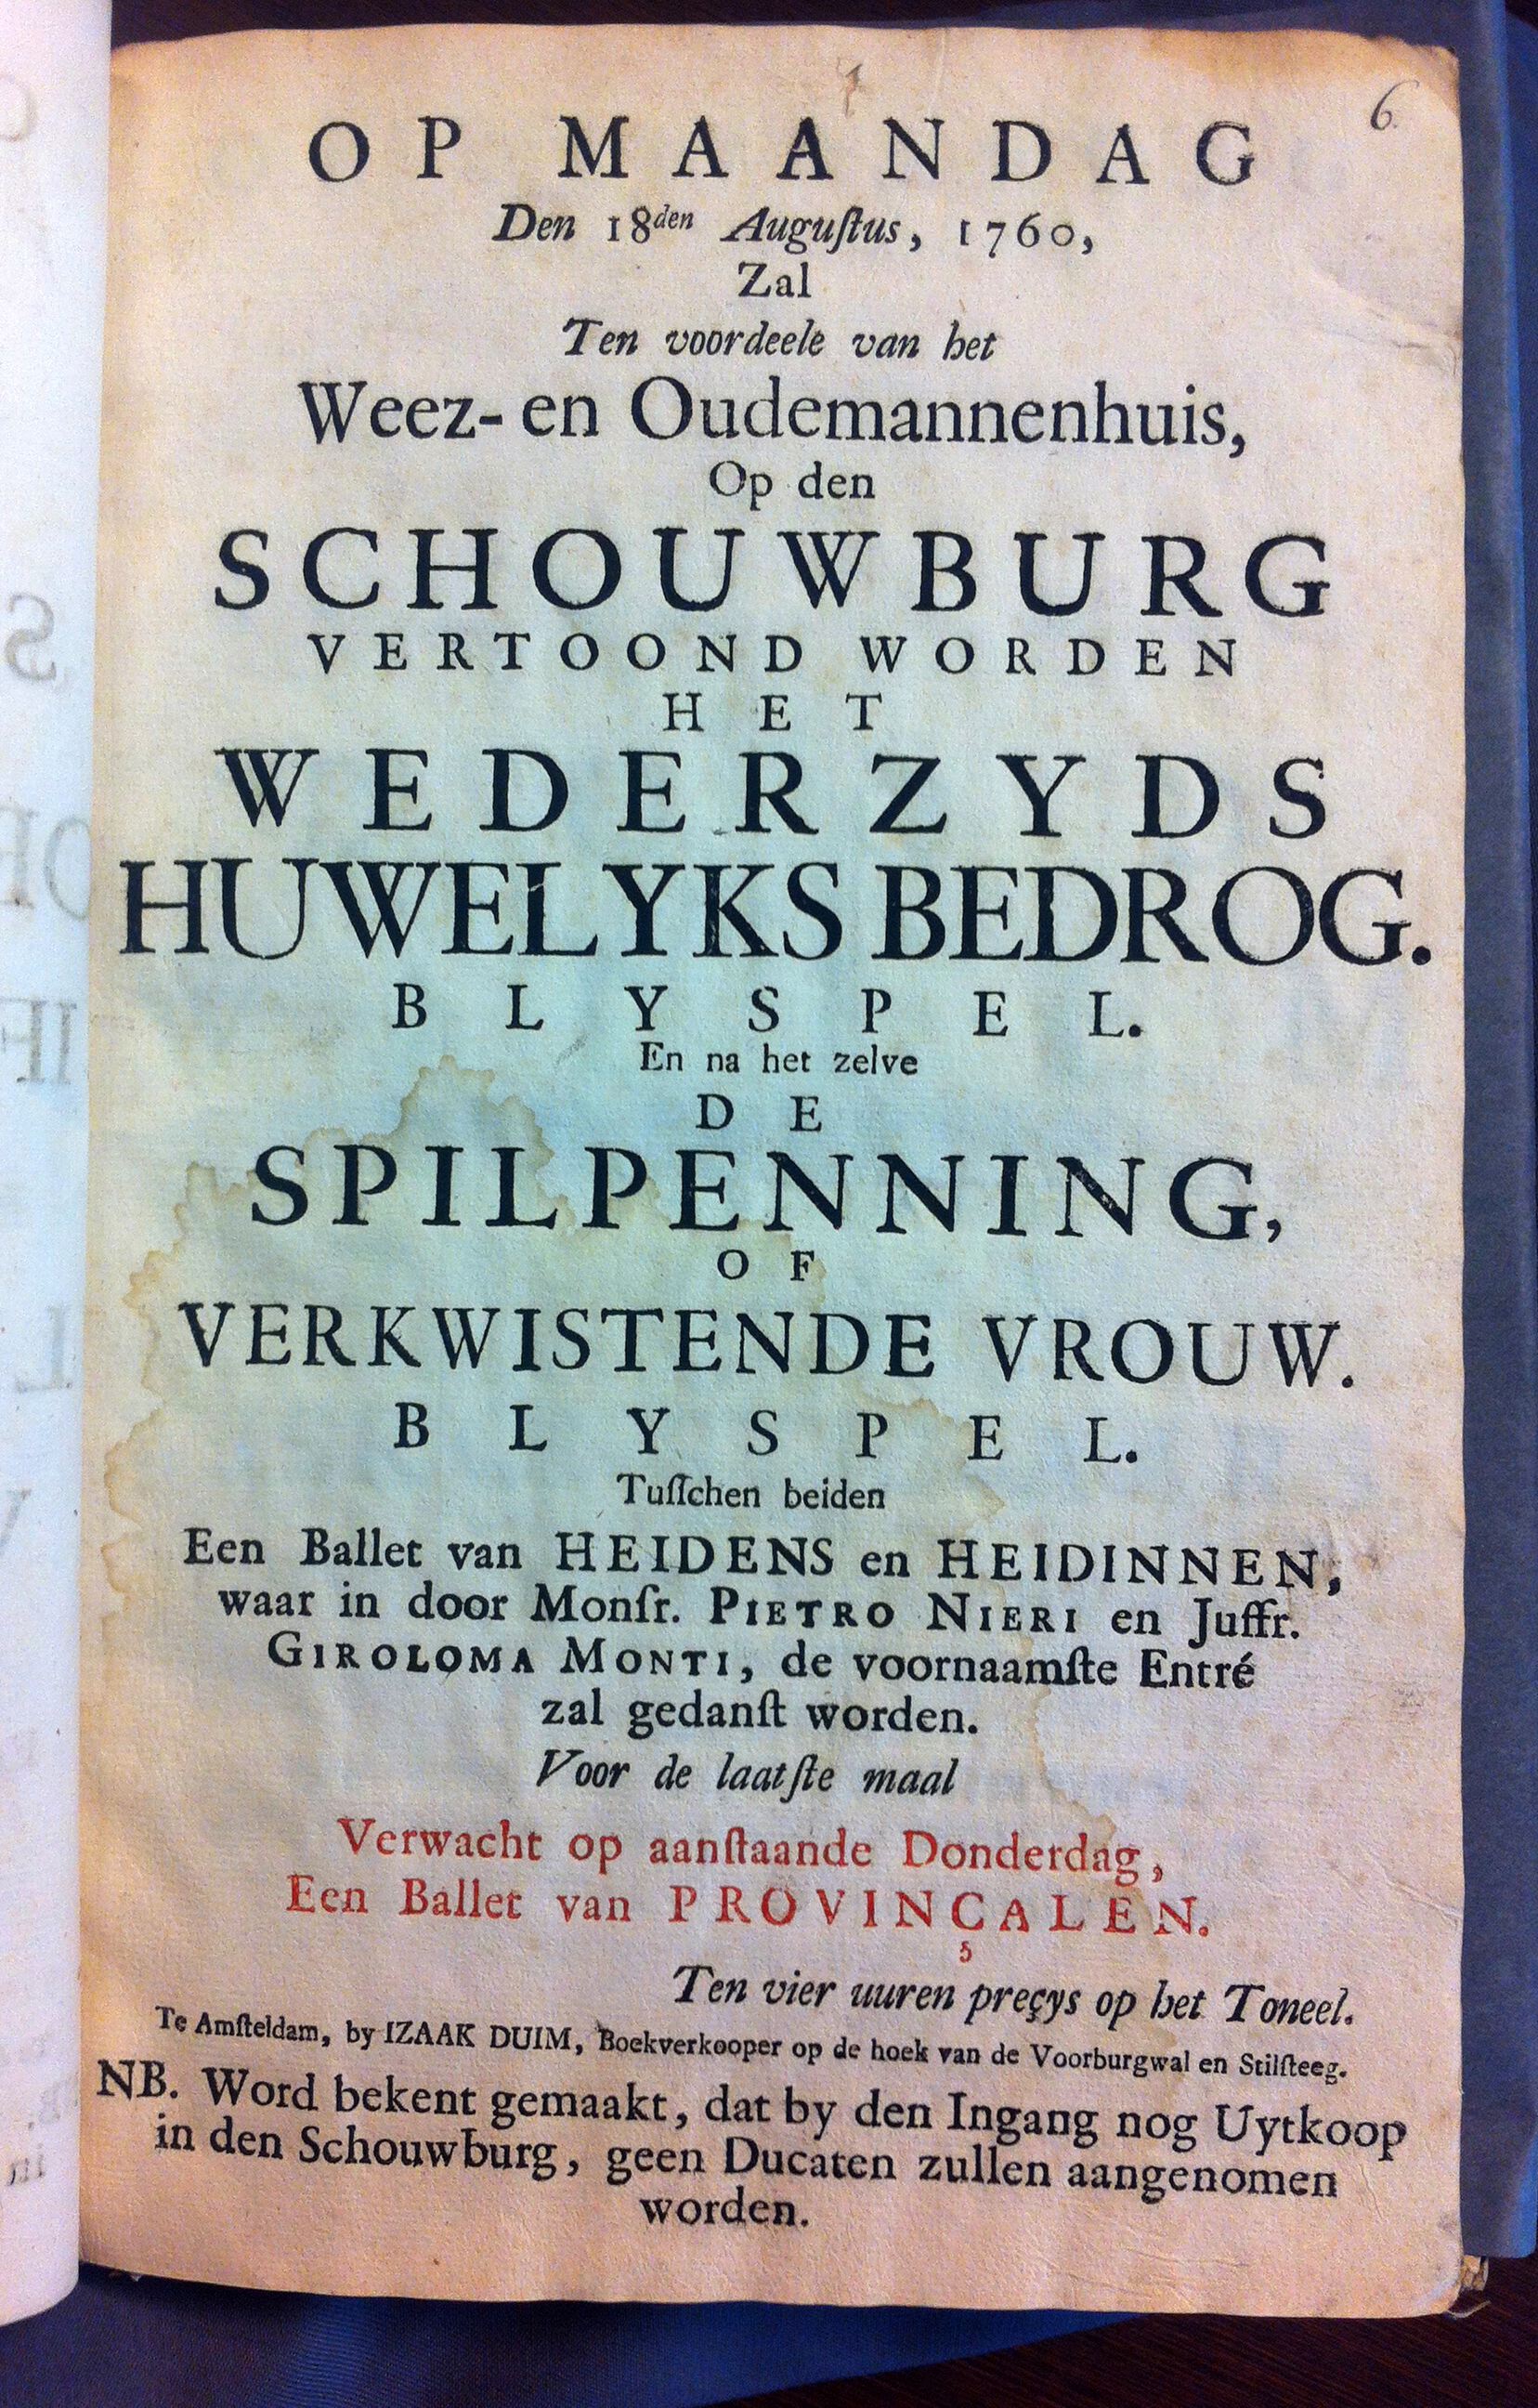 6.
OP MAANDAG
Den 18den Auguſtus, 1760,
Zal
Ten voordeele van het
Weez- en Oudemannenhuis,
Op den
SCHOUWBURG
VERTOOND WORDEN
HET
WEDERZYDS
HUWELYKS BEDROG.
BLYSPEL.
En na het zelve
DE
SPILPENNING,
OF
VERKWISTENDE VROUW.
BLYSPEL.
Tuſſchen beiden
Een Ballet van HEIDENS en HEIDINNEN,
waar in door Monſr. PIETRO NIERI en Juffr.
GIROLOMA MONTI, de voornaamſte Entré
zal gedanſt worden.
Voor de laatſte maal
Verwacht op aanſtaande Donderdag,
Een Ballet van PROVINÇALEN.
Ten vier uuren preçys op het Toneel.
Te Amſteldam, by IZAAK DUIM, Boekverkooper op de hoek van de Voorburgwal en Stilſteeg.
NB. Word bekent gemaakt, dat by den Ingang nog Uytkoop
in den Schouwburg, geen Ducaten zullen aangenomen
worden.